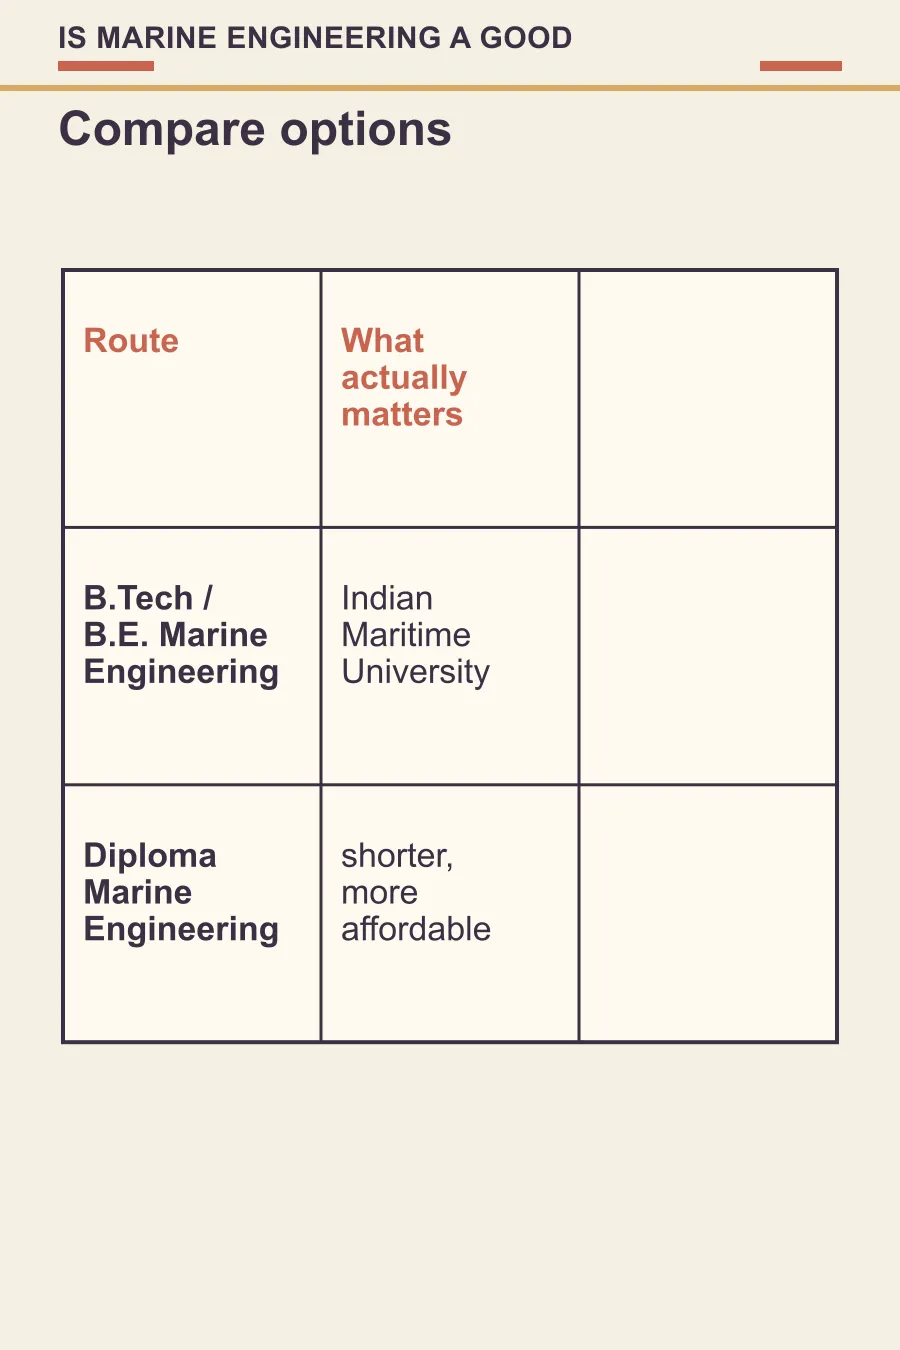 IS MARINE ENGINEERING A GOOD
Compare options
Route
What
actually
matters
B.Tech /
B.E. Marine
Engineering
Indian
Maritime
University
Diploma
Marine
Engineering
shorter,
more
affordable